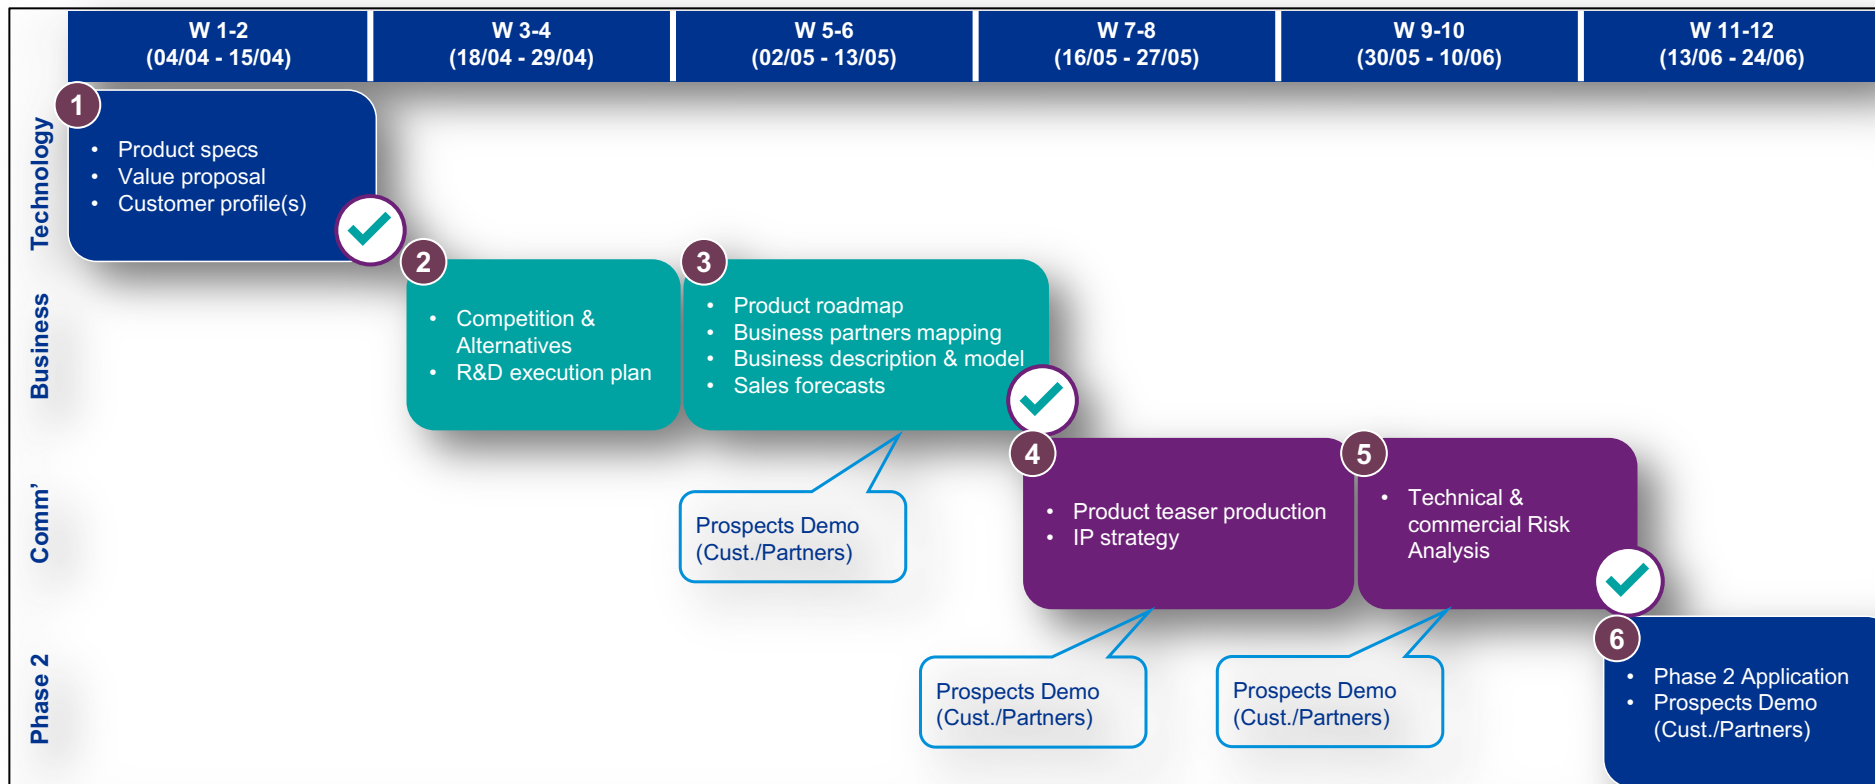 W 1-2
(04/04 - 15/04)
W 3-4
(18/04 - 29/04)
W 5-6
(02/05 - 13/05)
W 7-8
(16/05 - 27/05)
W 9-10
(30/05 - 10/06)
W 11-12
(13/06 - 24/06)
Technology
1
• Product specs
• Value proposal
• Customer profile(s)
Business
2
• Competition &
Alternatives
• R&D execution plan
3
• Product roadmap
• Business partners mapping
• Business description & model
• Sales forecasts
Prospects Demo
(Cust./Partners)
Comm’
4
• Product teaser production
• IP strategy
5
• Technical &
commercial Risk
Analysis
Prospects Demo
(Cust./Partners)
Prospects Demo
(Cust./Partners)
Phase 2
6
• Phase 2 Application
• Prospects Demo
(Cust./Partners)